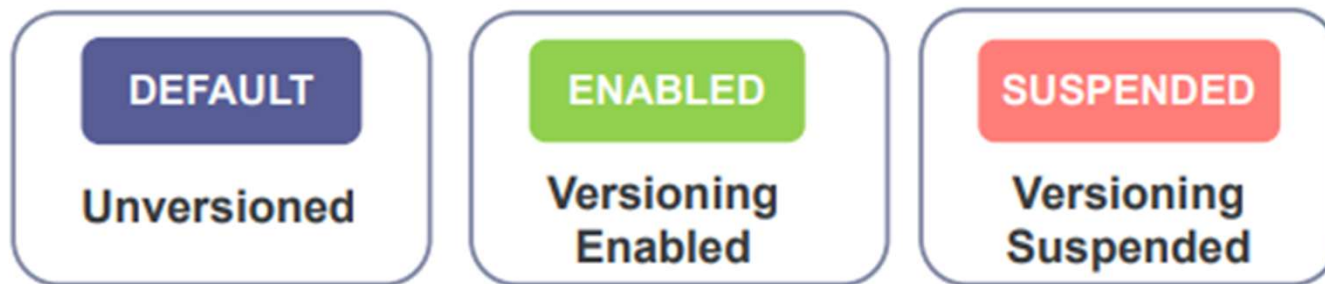 DEFAULT
Unversioned
ENABLED
Versioning
Enabled
SUSPENDED
Versioning
Suspended